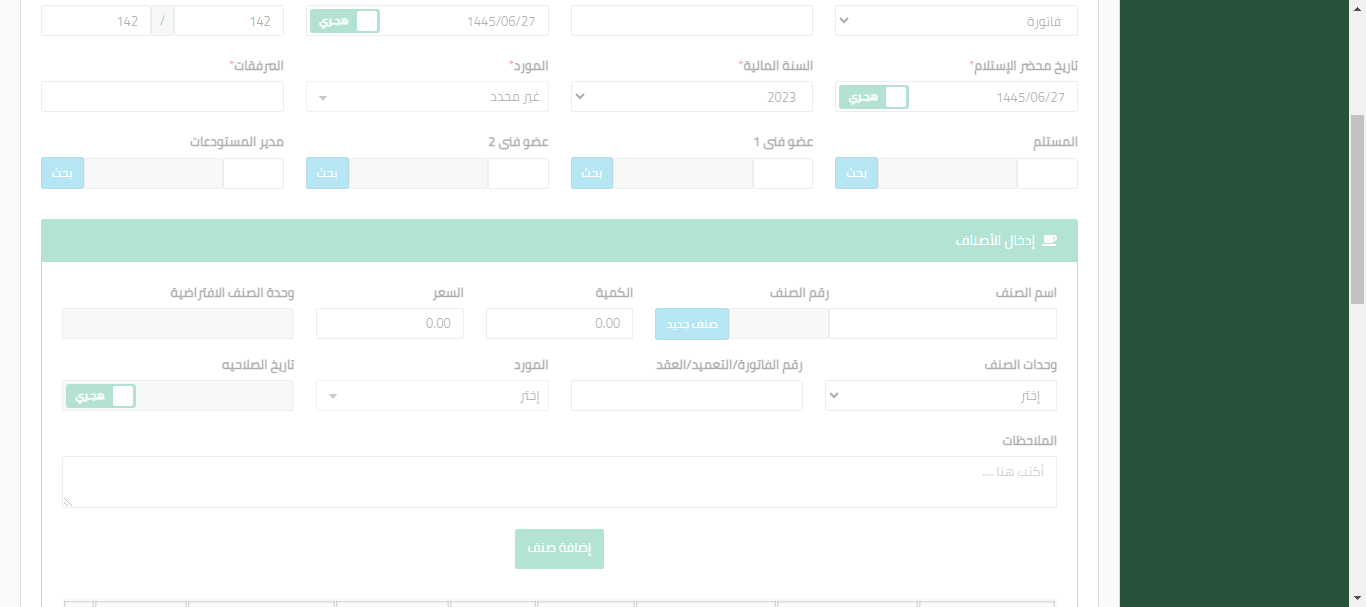 فاتورة
1445/06/27 هجري
142 / 142
تاريخ محضر الإستلام* السنة المالية* المورد* المرفقات*
1445/06/27 هجري 2023 غير محدد
المستلم عضو فنى 1 عضو فنى 2 مدير المستودعات
بحث بحث بحث بحث
إدخال الأصناف
اسم الصنف رقم الصنف الكمية السعر وحدة الصنف الافتراضية
صنف جديد 0.00 0.00
وحدات الصنف رقم الفاتورة/التعميد/العقد المورد تاريخ الصلاحيه
إختر إختر هجري
الملاحظات
أكتب هنا ....
إضافة صنف